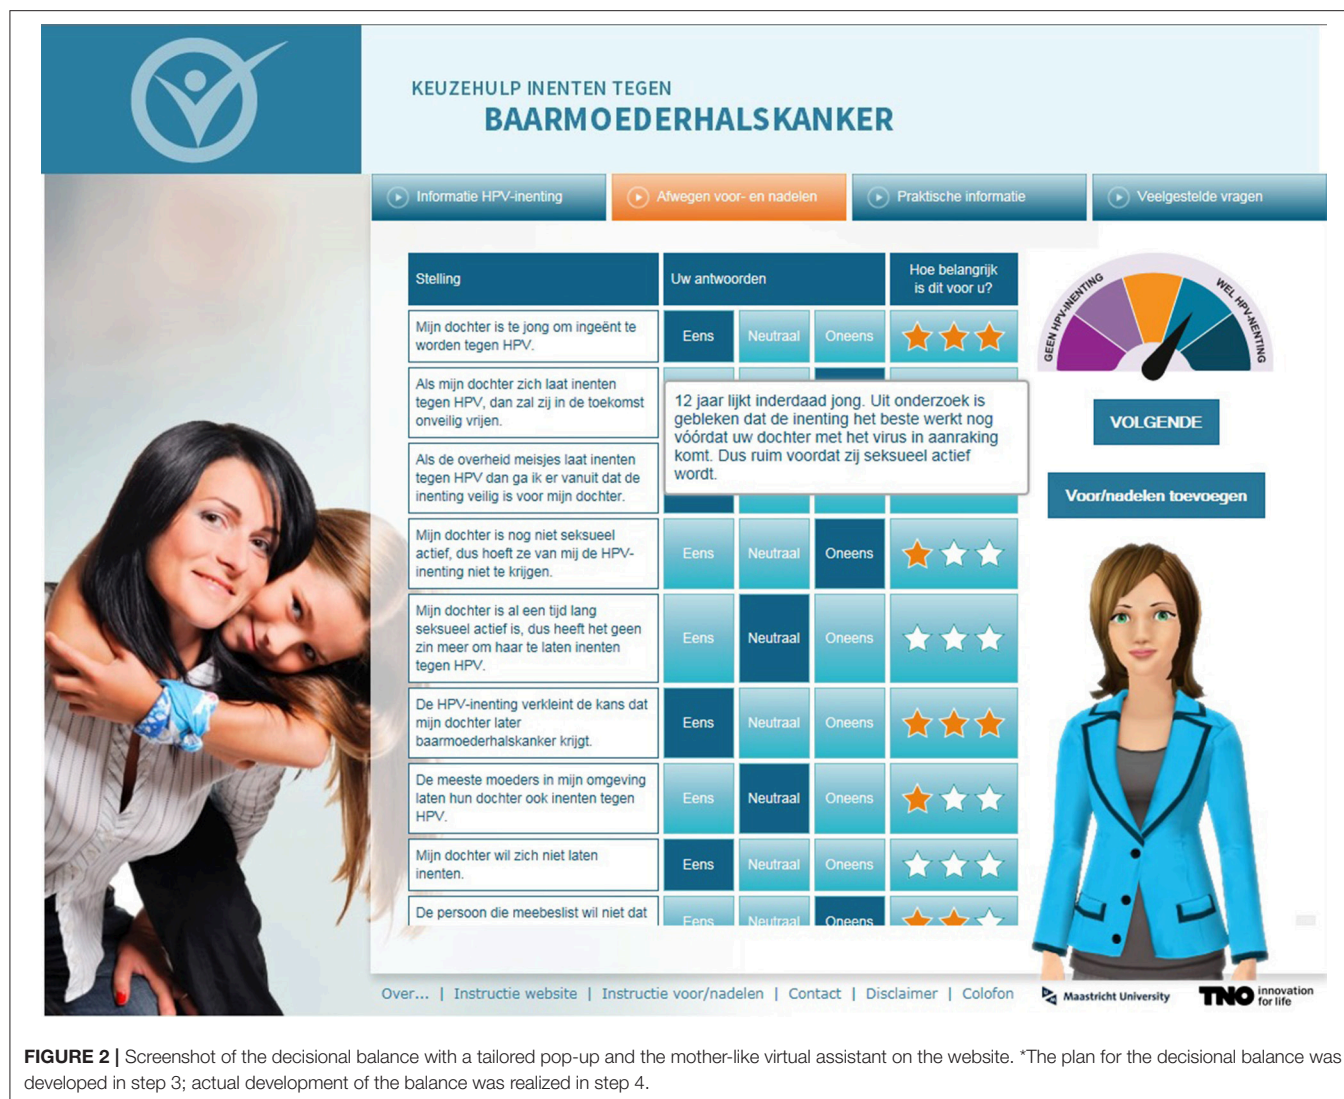 KEUZEHULP INENTEN TEGEN
BAARMOEDERHALSKANKER
Informatie HPV-inenting
Afwegen voor- en nadelen
Praktische informatie
Veelgestelde vragen
Stelling
Uw antwoorden
Hoe belangrijk
is dit voor u?
Mijn dochter is te jong om ingeënt te
worden tegen HPV.
Eens Neutraal Oneens
Als mijn dochter zich laat inenten
tegen HPV, dan zal zij in de toekomst
onveilig vrijen.
12 jaar lijkt inderdaad jong. Uit onderzoek is
gebleken dat de inenting het beste werkt nog
vóórdat uw dochter met het virus in aanraking
komt. Dus ruim voordat zij seksueel actief
wordt.
Als de overheid meisjes laat inenten
tegen HPV dan ga ik er vanuit dat de
inenting veilig is voor mijn dochter.
Mijn dochter is nog niet seksueel
actief, dus hoeft ze van mij de HPV-
inenting niet te krijgen.
Eens Neutraal Oneens
Mijn dochter is al een tijd lang
seksueel actief is, dus heeft het geen
zin meer om haar te laten inenten
tegen HPV.
Eens Neutraal Oneens
De HPV-inenting verkleint de kans dat
mijn dochter later
baarmoederhalskanker krijgt.
Eens Neutraal Oneens
De meeste moeders in mijn omgeving
laten hun dochter ook inenten tegen
HPV.
Eens Neutraal Oneens
Mijn dochter wil zich niet laten
inenten.
Eens Neutraal Oneens
De persoon die meebeslist wil niet dat
Eens Neutraal Oneens
GEEN HPV-INENTING
WEL HPV-NENTING
VOLGENDE
Voor/nadelen toevoegen
Over... | Instructie website | Instructie voor/nadelen | Contact | Disclaimer | Colofon
Maastricht University
TNO innovation
for life
FIGURE 2 | Screenshot of the decisional balance with a tailored pop-up and the mother-like virtual assistant on the website. *The plan for the decisional balance was
developed in step 3; actual development of the balance was realized in step 4.